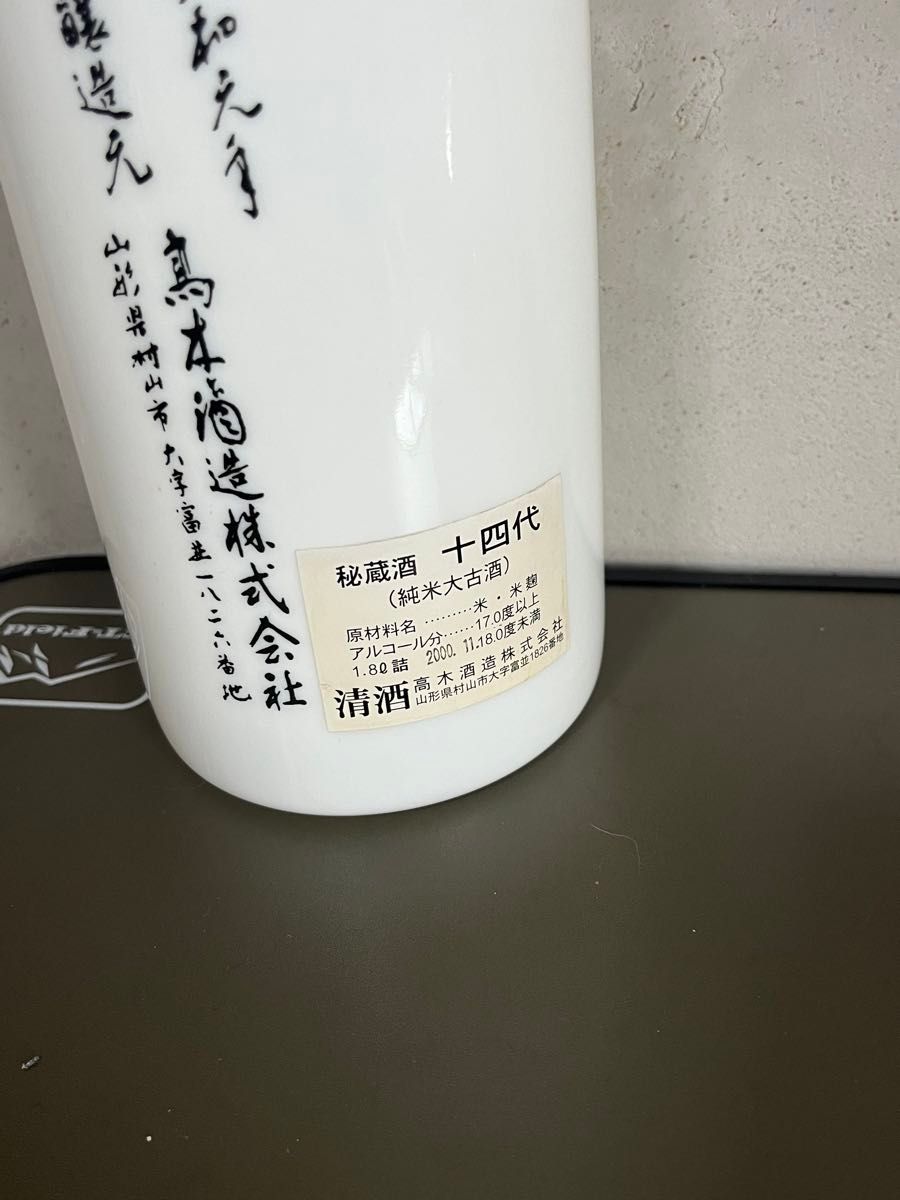 和元年
醸造元
高木酒造株式会社
山形県村山市大字富並一八二六番地
秘蔵酒 十四代
（純米大古酒）
原材料名………米・米麹
アルコール分……17.0度以上
18.0度未満
1.8ℓ詰 2000. 11.
清酒 高木酒造株式会社
山形県村山市大字富並1826番地